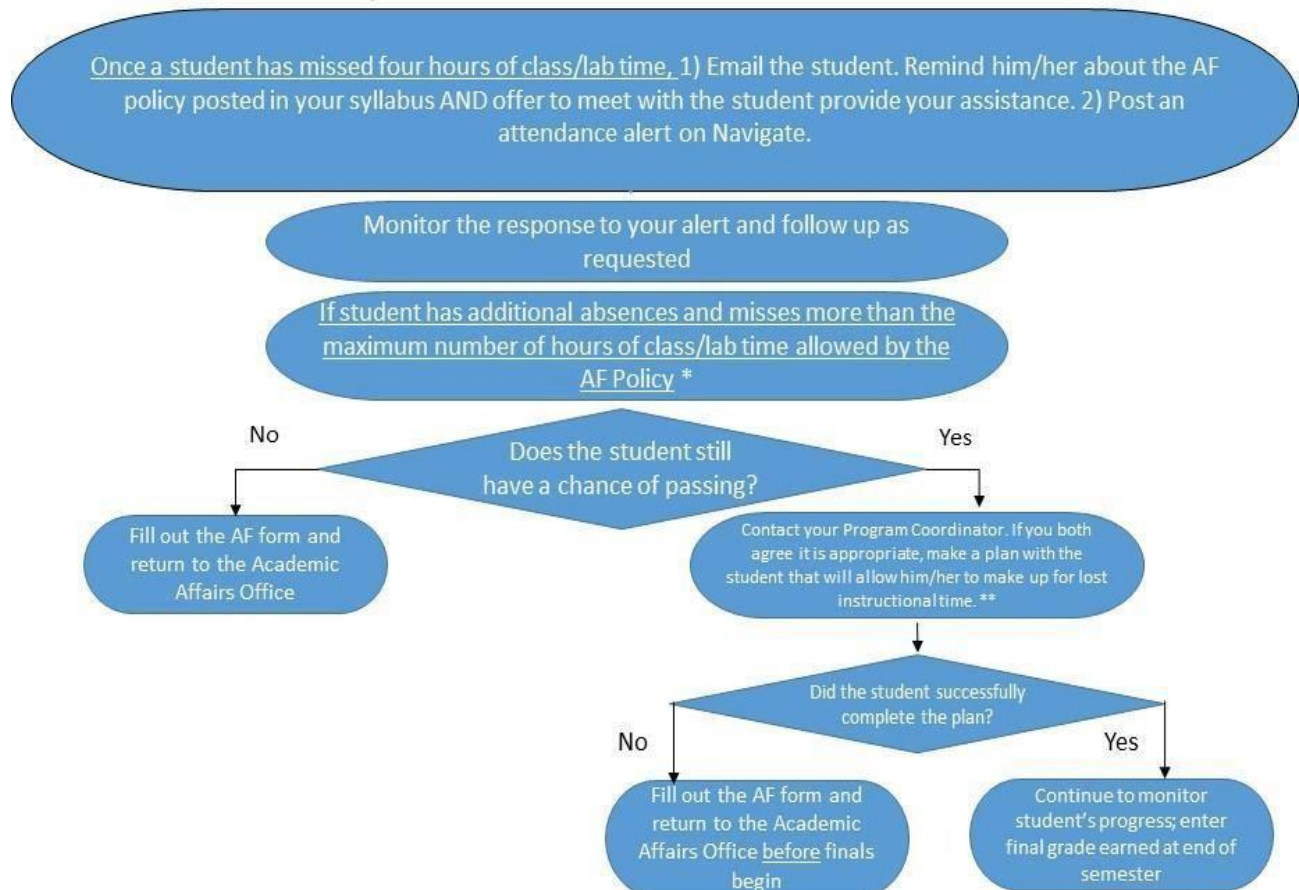 Once a student has missed four hours of class/lab time, 1) Email the student. Remind him/her about the AF
policy posted in your syllabus AND offer to meet with the student provide your assistance. 2) Post an
attendance alert on Navigate.
Monitor the response to your alert and follow up as
requested
If student has additional absences and misses more than the
maximum number of hours of class/lab time allowed by the
AF Policy *
No
Yes
Does the student still
have a chance of passing?
Fill out the AF form and
return to the Academic
Affairs Office
Contact your Program Coordinator. If you both
agree it is appropriate, make a plan with the
student that will allow him/her to make up for lost
instructional time. **
Did the student successfully
complete the plan?
No
Yes
Fill out the AF form and
return to the Academic
Affairs Office before finals
begin
Continue to monitor
student's progress; enter
final grade earned at end of
semester